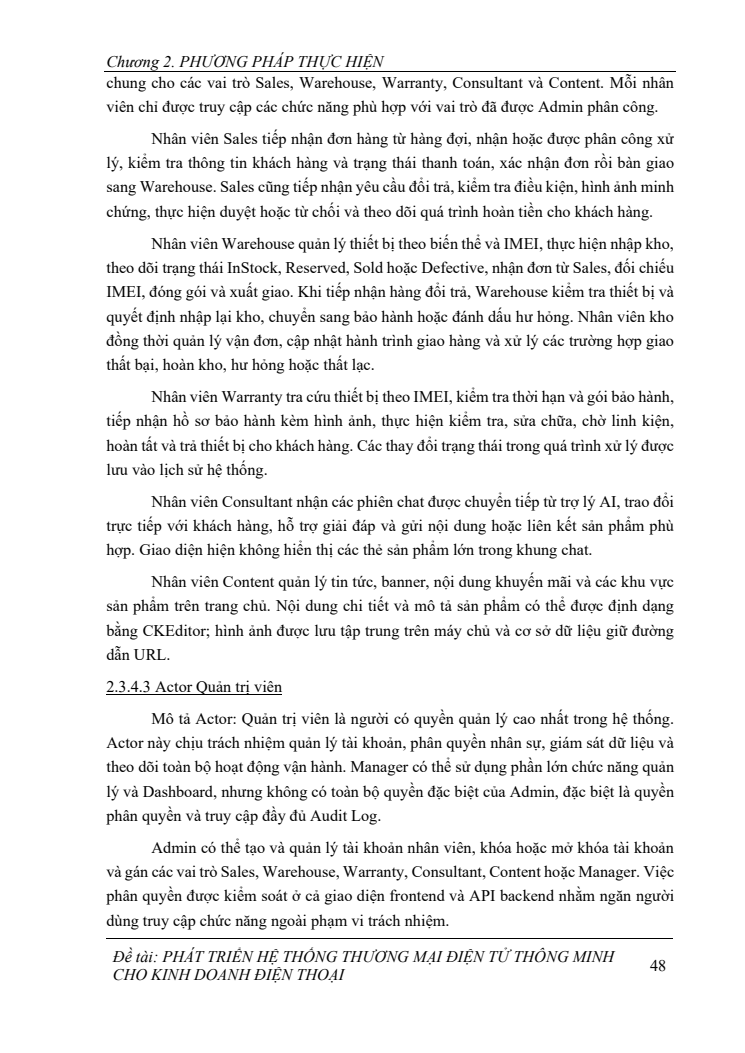 Chương 2. PHƯƠNG PHÁP THỰC HIỆN
chung cho các vai trò Sales, Warehouse, Warranty, Consultant và Content. Mỗi nhân
viên chỉ được truy cập các chức năng phù hợp với vai trò đã được Admin phân công.
Nhân viên Sales tiếp nhận đơn hàng từ hàng đợi, nhận hoặc được phân công xử
lý, kiểm tra thông tin khách hàng và trạng thái thanh toán, xác nhận đơn rồi bàn giao
sang Warehouse. Sales cũng tiếp nhận yêu cầu đổi trả, kiểm tra điều kiện, hình ảnh minh
chứng, thực hiện duyệt hoặc từ chối và theo dõi quá trình hoàn tiền cho khách hàng.
Nhân viên Warehouse quản lý thiết bị theo biến thể và IMEI, thực hiện nhập kho,
theo dõi trạng thái InStock, Reserved, Sold hoặc Defective, nhận đơn từ Sales, đối chiếu
IMEI, đóng gói và xuất giao. Khi tiếp nhận hàng đổi trả, Warehouse kiểm tra thiết bị và
quyết định nhập lại kho, chuyển sang bảo hành hoặc đánh dấu hư hỏng. Nhân viên kho
đồng thời quản lý vận đơn, cập nhật hành trình giao hàng và xử lý các trường hợp giao
thất bại, hoàn kho, hư hỏng hoặc thất lạc.
Nhân viên Warranty tra cứu thiết bị theo IMEI, kiểm tra thời hạn và gói bảo hành,
tiếp nhận hồ sơ bảo hành kèm hình ảnh, thực hiện kiểm tra, sửa chữa, chờ linh kiện,
hoàn tất và trả thiết bị cho khách hàng. Các thay đổi trạng thái trong quá trình xử lý được
lưu vào lịch sử hệ thống.
Nhân viên Consultant nhận các phiên chat được chuyển tiếp từ trợ lý AI, trao đổi
trực tiếp với khách hàng, hỗ trợ giải đáp và gửi nội dung hoặc liên kết sản phẩm phù
hợp. Giao diện hiện không hiển thị các thẻ sản phẩm lớn trong khung chat.
Nhân viên Content quản lý tin tức, banner, nội dung khuyến mãi và các khu vực
sản phẩm trên trang chủ. Nội dung chi tiết và mô tả sản phẩm có thể được định dạng
bằng CKEditor; hình ảnh được lưu tập trung trên máy chủ và cơ sở dữ liệu giữ đường
dẫn URL.
2.3.4.3 Actor Quản trị viên
Mô tả Actor: Quản trị viên là người có quyền quản lý cao nhất trong hệ thống.
Actor này chịu trách nhiệm quản lý tài khoản, phân quyền nhân sự, giám sát dữ liệu và
theo dõi toàn bộ hoạt động vận hành. Manager có thể sử dụng phần lớn chức năng quản
lý và Dashboard, nhưng không có toàn bộ quyền đặc biệt của Admin, đặc biệt là quyền
phân quyền và truy cập đầy đủ Audit Log.
Admin có thể tạo và quản lý tài khoản nhân viên, khóa hoặc mở khóa tài khoản
và gán các vai trò Sales, Warehouse, Warranty, Consultant, Content hoặc Manager. Việc
phân quyền được kiểm soát ở cả giao diện frontend và API backend nhằm ngăn người
dùng truy cập chức năng ngoài phạm vi trách nhiệm.
Đề tài: PHÁT TRIỂN HỆ THỐNG THƯƠNG MẠI ĐIỆN TỬ THÔNG MINH
CHO KINH DOANH ĐIỆN THOẠI
48